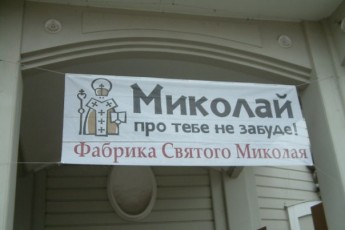 Миколай
про тебе не забуде!
Фабрика Святого Миколая